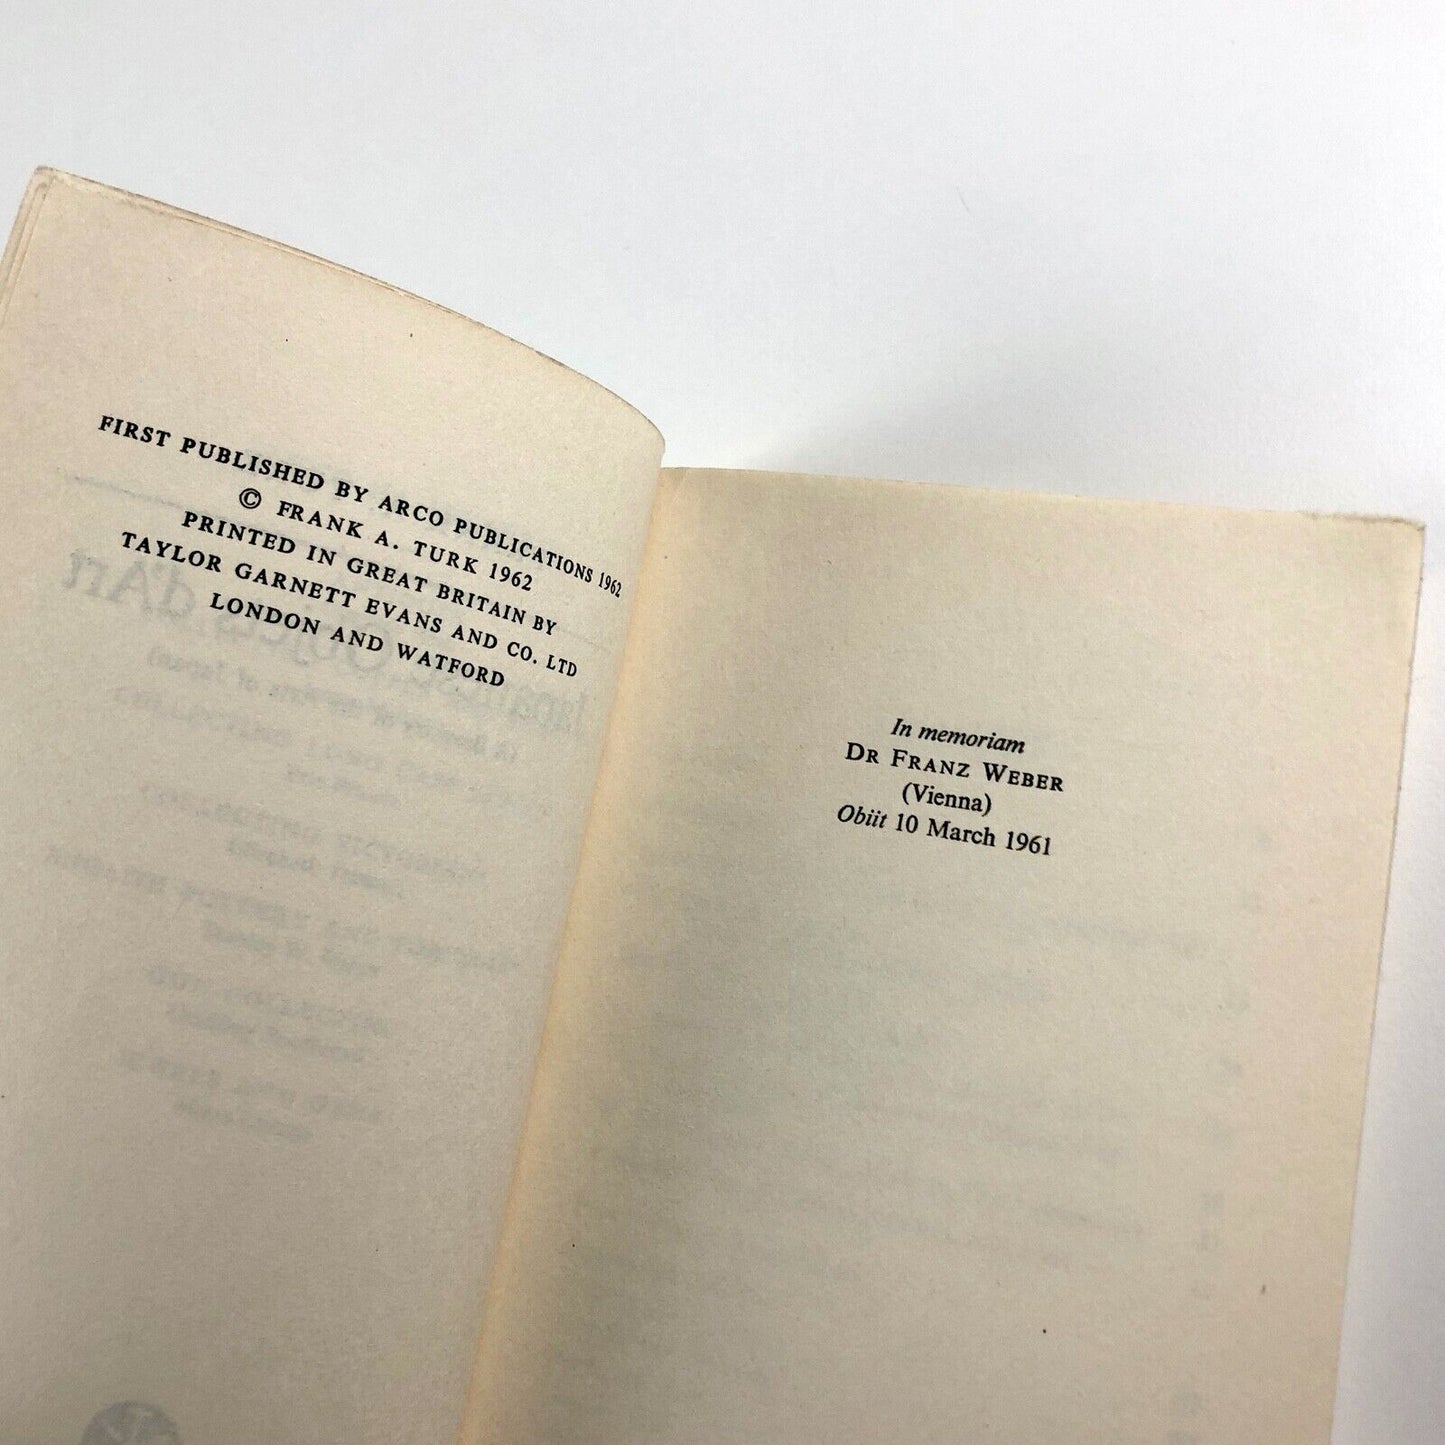 FIRST PUBLISHED BY ARCO PUBLICATIONS 1962
© FRANK A. TURK 1962
PRINTED IN GREAT BRITAIN BY
TAYLOR GARNETT EVANS AND CO. LTD
LONDON AND WATFORD
In memoriam
DR FRANZ WEBER
(Vienna)
Obiit 10 March 1961